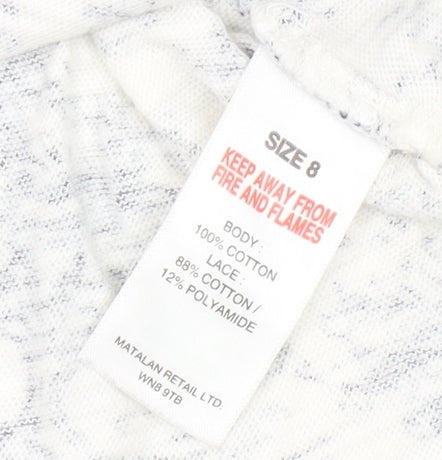 SIZE 8
KEEP AWAY FROM
FIRE AND FLAMES
BODY :
100% COTTON
LACE :
88% COTTON /
12% POLYAMIDE
MATALAN RETAIL LTD.
WN8 9TB